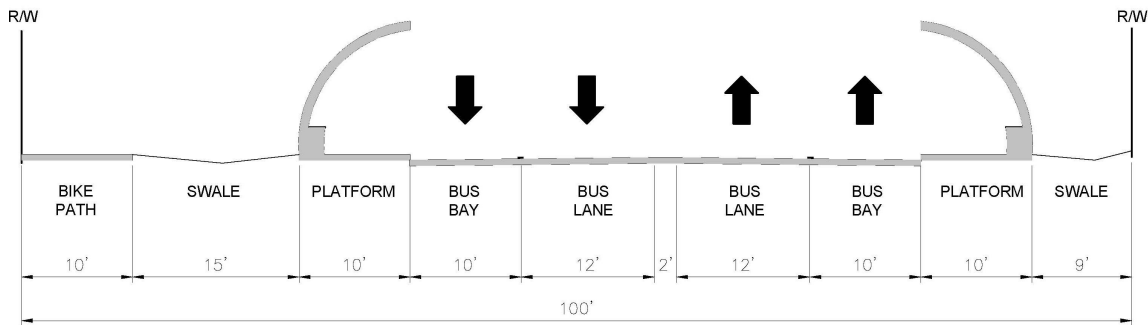 R/W
R/W
BIKE
PATH
SWALE
PLATFORM
BUS
BAY
BUS
LANE
BUS
LANE
BUS
BAY
PLATFORM
SWALE
10'
15'
10'
10'
12'
2'
12'
10'
10'
9'
100'